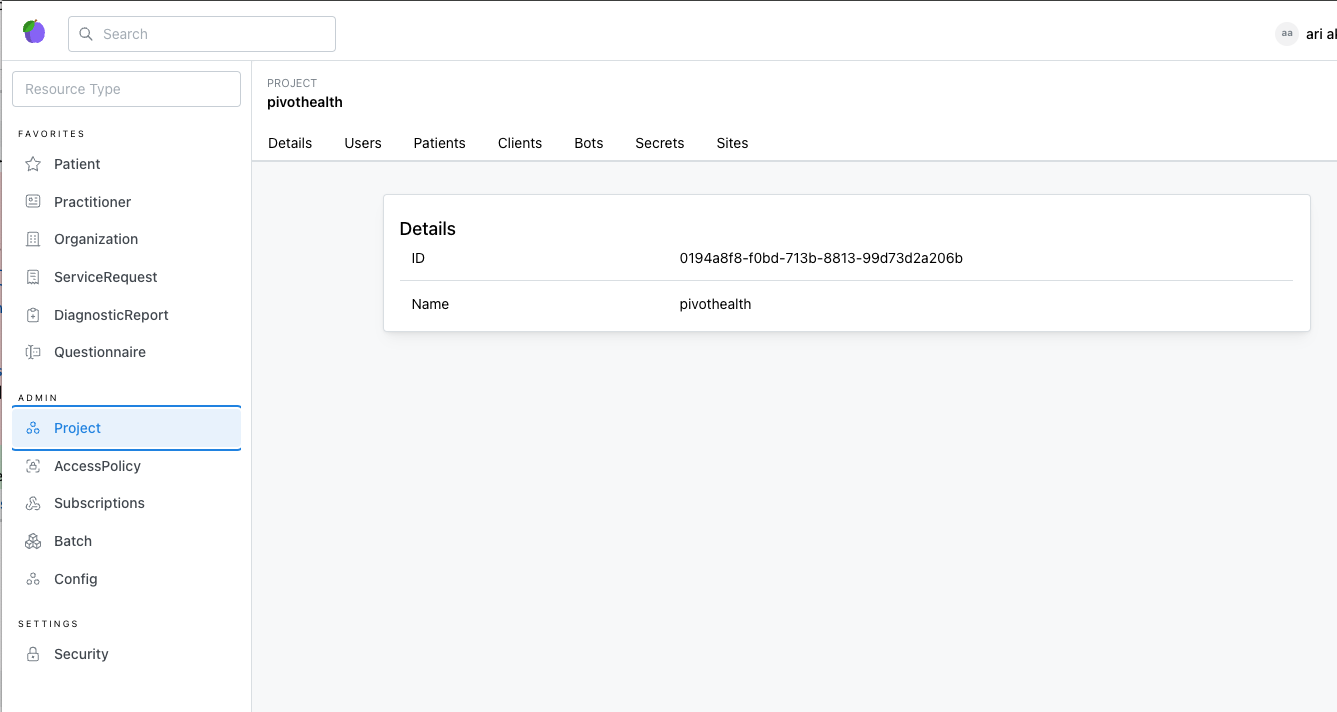 Search
aa ari al
Resource Type
FAVORITES
Patient
Practitioner
Organization
ServiceRequest
DiagnosticReport
Questionnaire
ADMIN
Project
AccessPolicy
Subscriptions
Batch
Config
SETTINGS
Security
PROJECT
pivothealth
Details Users Patients Clients Bots Secrets Sites
Details
ID 0194a8f8-f0bd-713b-8813-99d73d2a206b
Name pivothealth